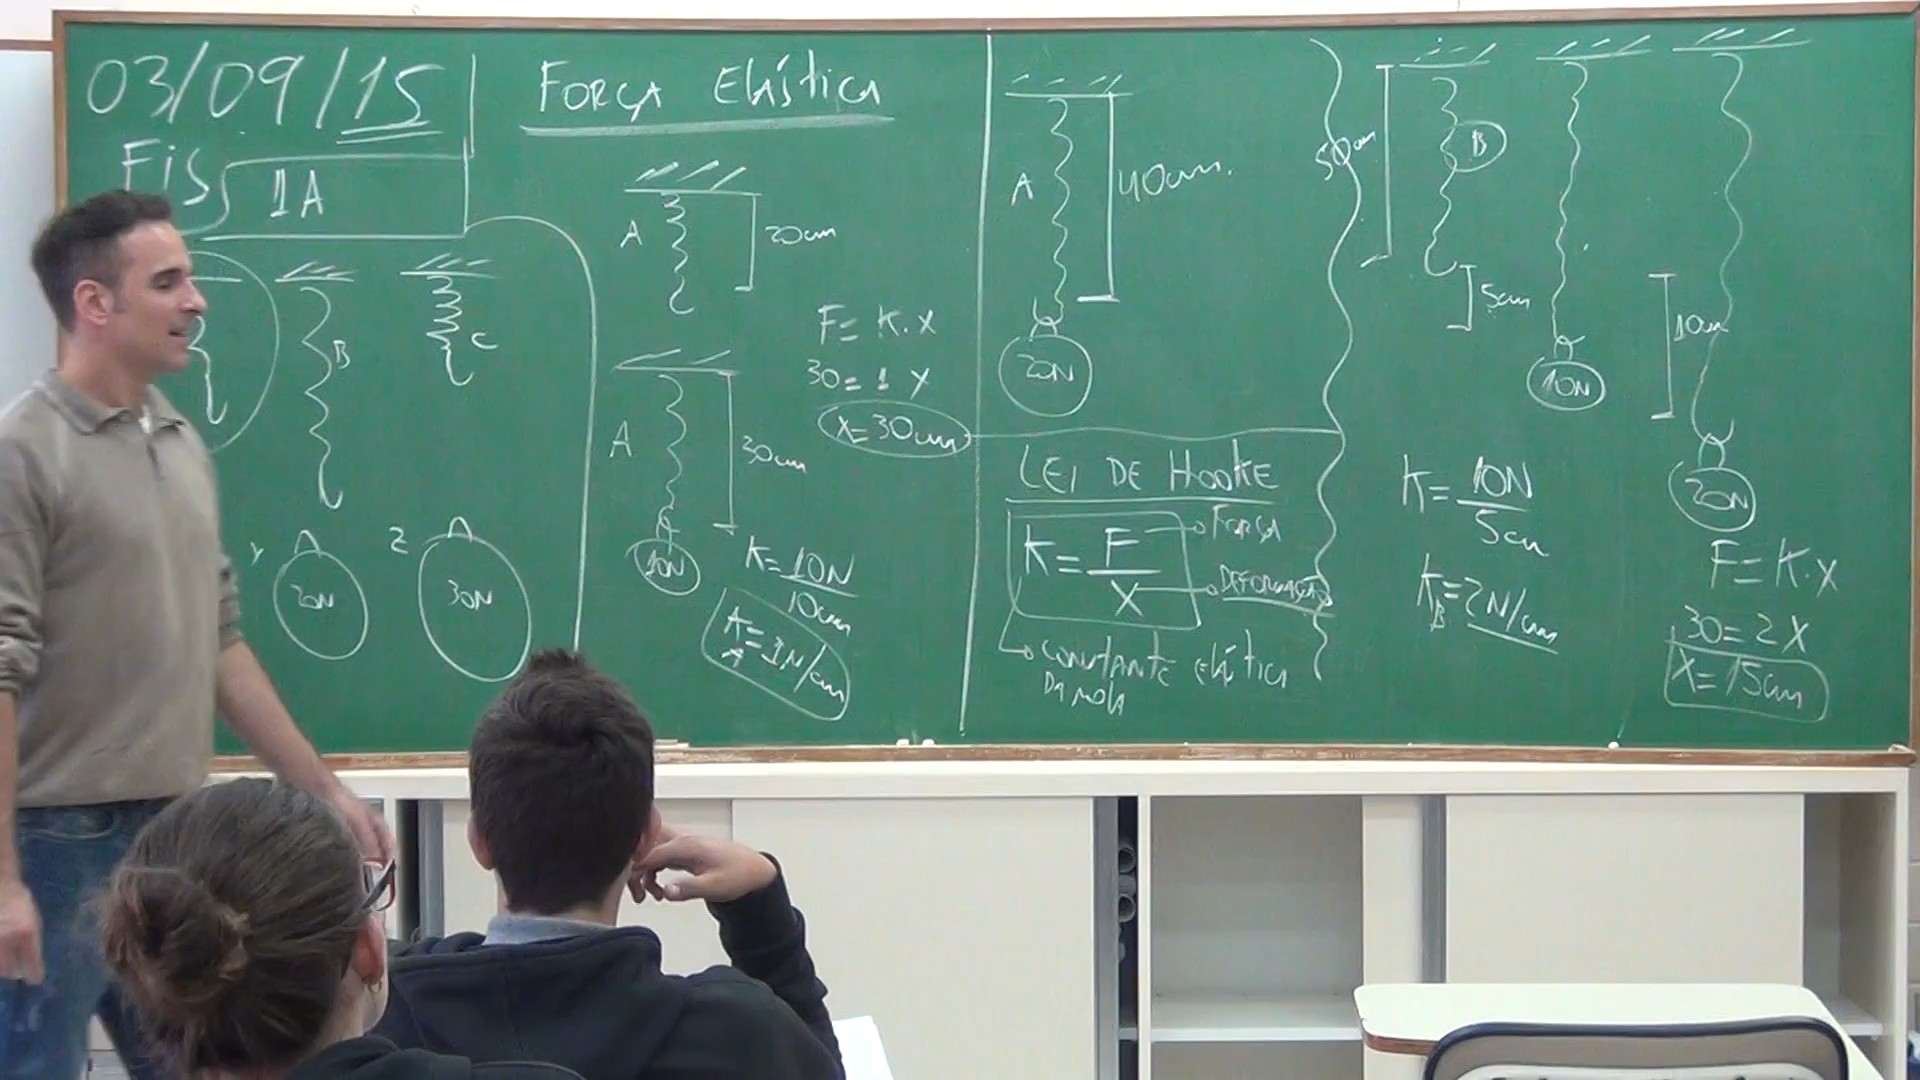 03/09/15
Fis
1A
B
C
Y
Z
20N
30N
Força Elástica
A
20cm
A
30cm
10N
K=10N
10cm
K=1N/cm
A
F=K.X
30=1 X
X=30cm
A
40cm.
20N
LEI DE HOOKE
K=F
X
FORÇA
DEFORMAÇÃO
CONSTANTE Elástica
DA MOLA
50cm
B
5cm
10N
10cm
20N
K=10N
5cm
K=2N/cm
B
F=K.X
30=2X
X=15cm